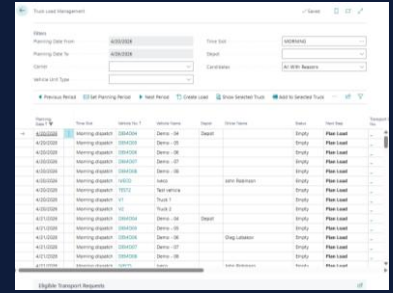 Truck Load Management
Saved
Filters
Planning Date From 4/20/2026 Time Slot MORNING
Planning Date To 4/26/2026 Depot
Carrier Candidates All With Reasons
Vehicle Unit Type
Previous Period Set Planning Period Next Period Create Load Show Selected Truck Add to Selected Truck
Planning Date Time Slot Vehicle No. Vehicle Name Depot Driver Name Status Next Step Transport No.
4/20/2026 Morning dispatch Demo - 04 Depot Empty Plan Load
4/20/2026 Morning dispatch Demo - 05 Empty Plan Load
4/20/2026 Morning dispatch Demo - 06 Empty Plan Load
4/20/2026 Morning dispatch Demo - 07 Empty Plan Load
4/20/2026 Morning dispatch Demo - 08 Empty Plan Load
4/20/2026 Morning dispatch John Robinson Empty Plan Load
4/20/2026 Morning dispatch TEST2 Test vehicle Empty Plan Load
4/20/2026 Morning dispatch V1 Truck 1 Empty Plan Load
4/20/2026 Morning dispatch V2 Truck 2 Empty Plan Load
4/21/2026 Morning dispatch Demo - 04 Depot Empty Plan Load
4/21/2026 Morning dispatch Demo - 05 Empty Plan Load
4/21/2026 Morning dispatch Demo - 06 Oleg Empty Plan Load
4/21/2026 Morning dispatch Demo - 07 Empty Plan Load
4/21/2026 Morning dispatch Demo - 08 Empty Plan Load
4/21/2026 Morning dispatch John Robinson Empty Plan Load
Eligible Transport Requests